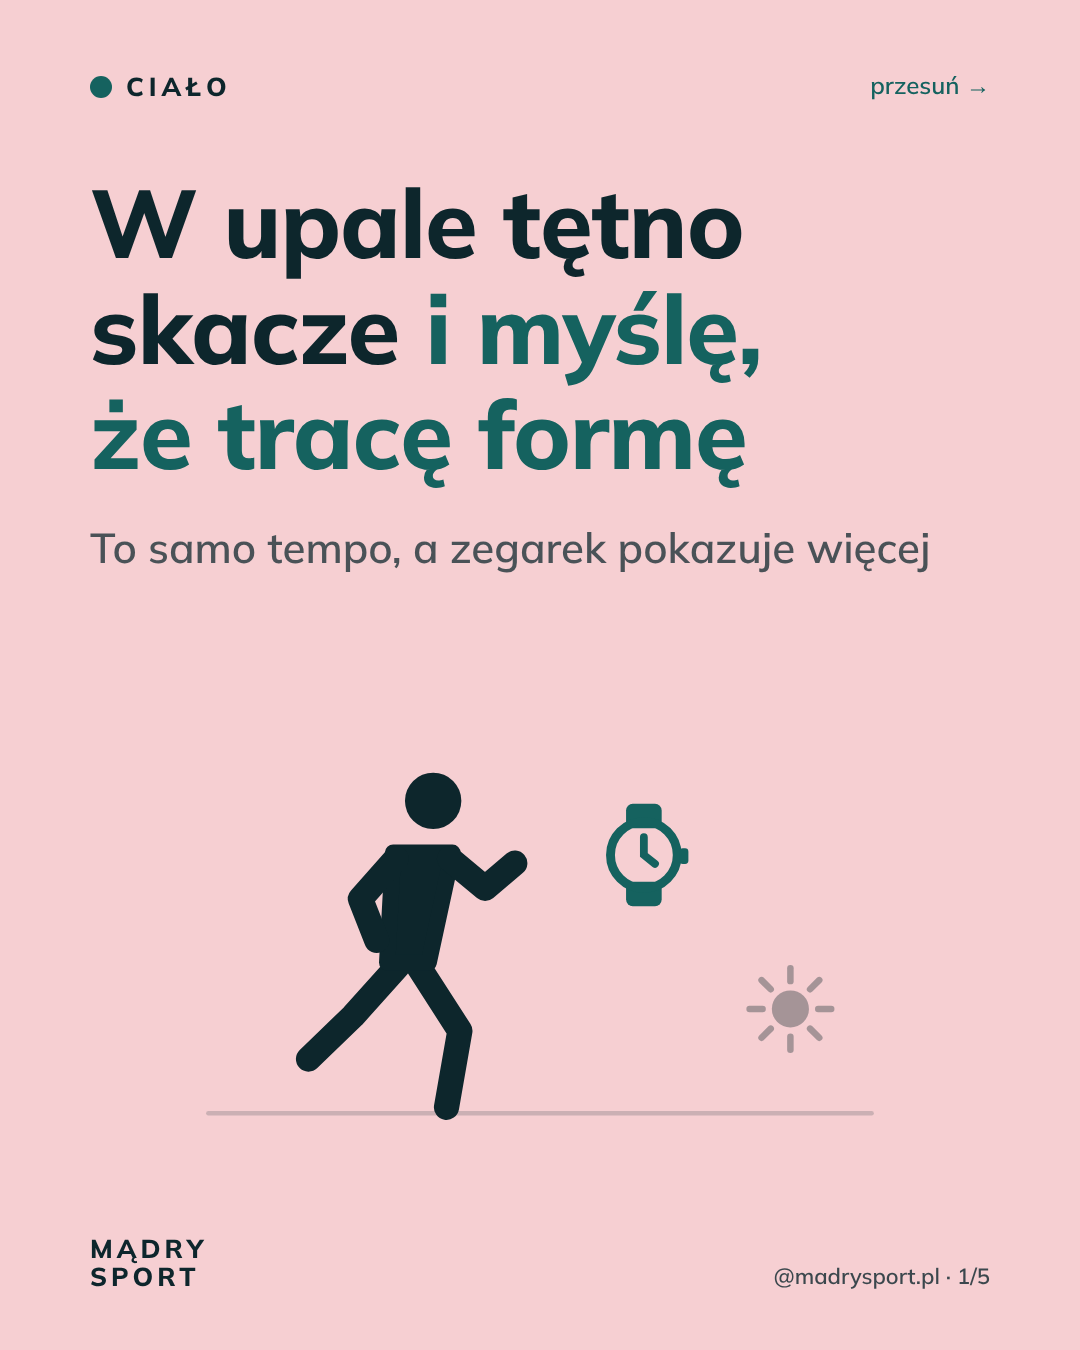 CIAŁO
przesuń →
W upale tętno
skacze i myślę,
że tracę formę
To samo tempo, a zegarek pokazuje więcej
MĄDRY
SPORT
@madrysport.pl · 1/5